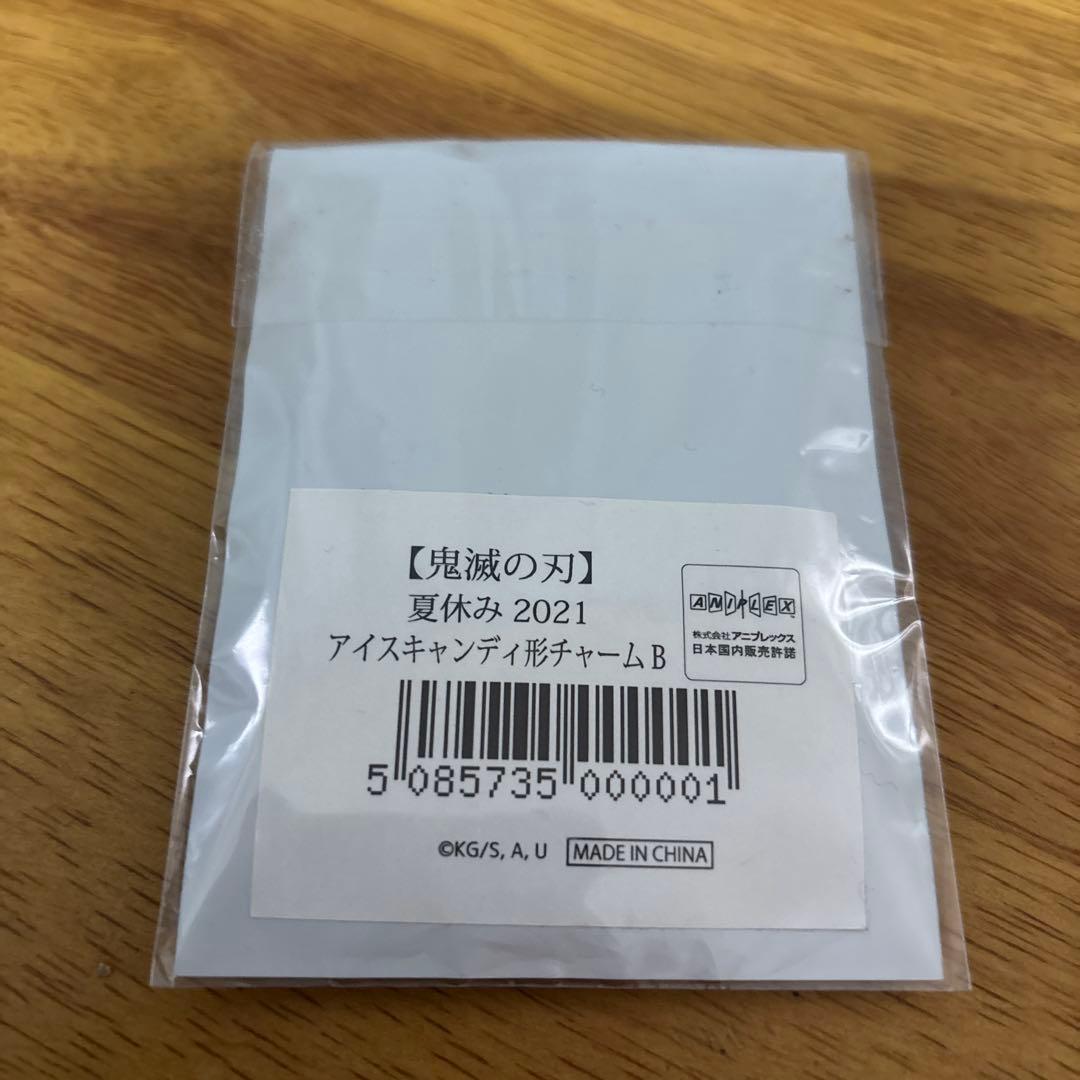 【鬼滅の刃】
夏休み 2021
アイスキャンディ形チャーム B
ANIPLEX
株式会社アニプレックス
日本国内販売許諾
5 085735 000001
©KG/S, A, U
MADE IN CHINA